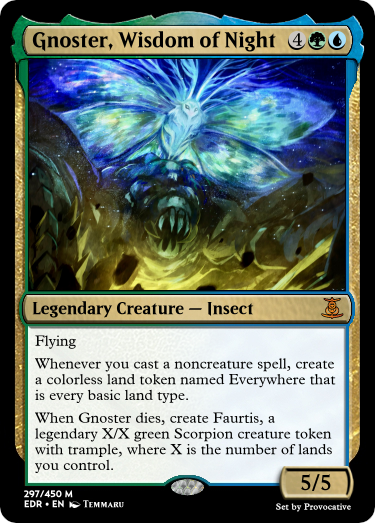 Gnoster, Wisdom of Night 4
Legendary Creature — Insect
Flying
Whenever you cast a noncreature spell, create
a colorless land token named Everywhere that
is every basic land type.
When Gnoster dies, create Faurtis, a
legendary X/X green Scorpion creature token
with trample, where X is the number of lands
you control.
5/5
297/450 M
EDR • EN Temmaru
Set by Provocative